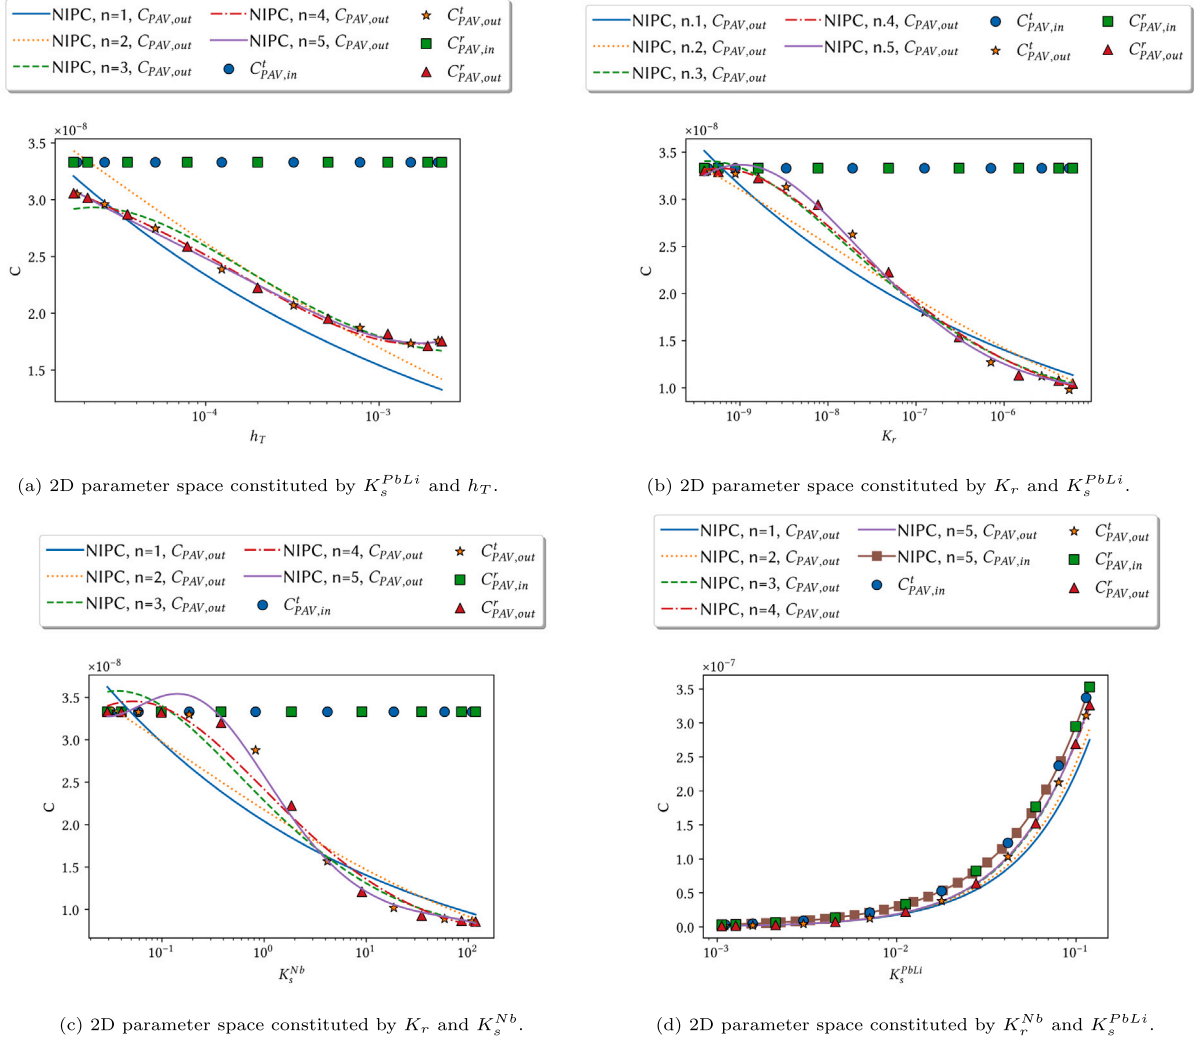 NIPC, n=1, C_PAV,out NIPC, n=4, C_PAV,out C^t_PAV,out
NIPC, n=2, C_PAV,out NIPC, n=5, C_PAV,out C^r_PAV,in
NIPC, n=3, C_PAV,out C^t_PAV,in C^r_PAV,out
×10⁻⁸
3.5
3.0
2.5
2.0
1.5
C
10⁻⁴ 10⁻³
h_T
(a) 2D parameter space constituted by K_s^PbLi and h_T.
NIPC, n.1, C_PAV,out NIPC, n.4, C_PAV,out C^t_PAV,in C^r_PAV,in
NIPC, n.2, C_PAV,out NIPC, n.5, C_PAV,out C^t_PAV,out C^r_PAV,out
NIPC, n.3, C_PAV,out
×10⁻⁸
3.5
3.0
2.5
2.0
1.5
1.0
C
10⁻⁹ 10⁻⁸ 10⁻⁷ 10⁻⁶
K_r
(b) 2D parameter space constituted by K_r and K_s^PbLi.
NIPC, n=1, C_PAV,out NIPC, n=4, C_PAV,out C^t_PAV,out
NIPC, n=2, C_PAV,out NIPC, n=5, C_PAV,out C^r_PAV,in
NIPC, n=3, C_PAV,out C^t_PAV,in C^r_PAV,out
×10⁻⁸
3.5
3.0
2.5
2.0
1.5
1.0
C
10⁻¹ 10⁰ 10¹ 10²
K_s^Nb
(c) 2D parameter space constituted by K_r and K_s^Nb.
NIPC, n=1, C_PAV,out NIPC, n=5, C_PAV,out C^t_PAV,out
NIPC, n=2, C_PAV,out NIPC, n=5, C_PAV,in C^r_PAV,in
NIPC, n=3, C_PAV,out C^t_PAV,in C^r_PAV,out
NIPC, n=4, C_PAV,out
×10⁻⁷
3.5
3.0
2.5
2.0
1.5
1.0
0.5
0.0
C
10⁻³ 10⁻² 10⁻¹
K_s^PbLi
(d) 2D parameter space constituted by K_r^Nb and K_s^PbLi.